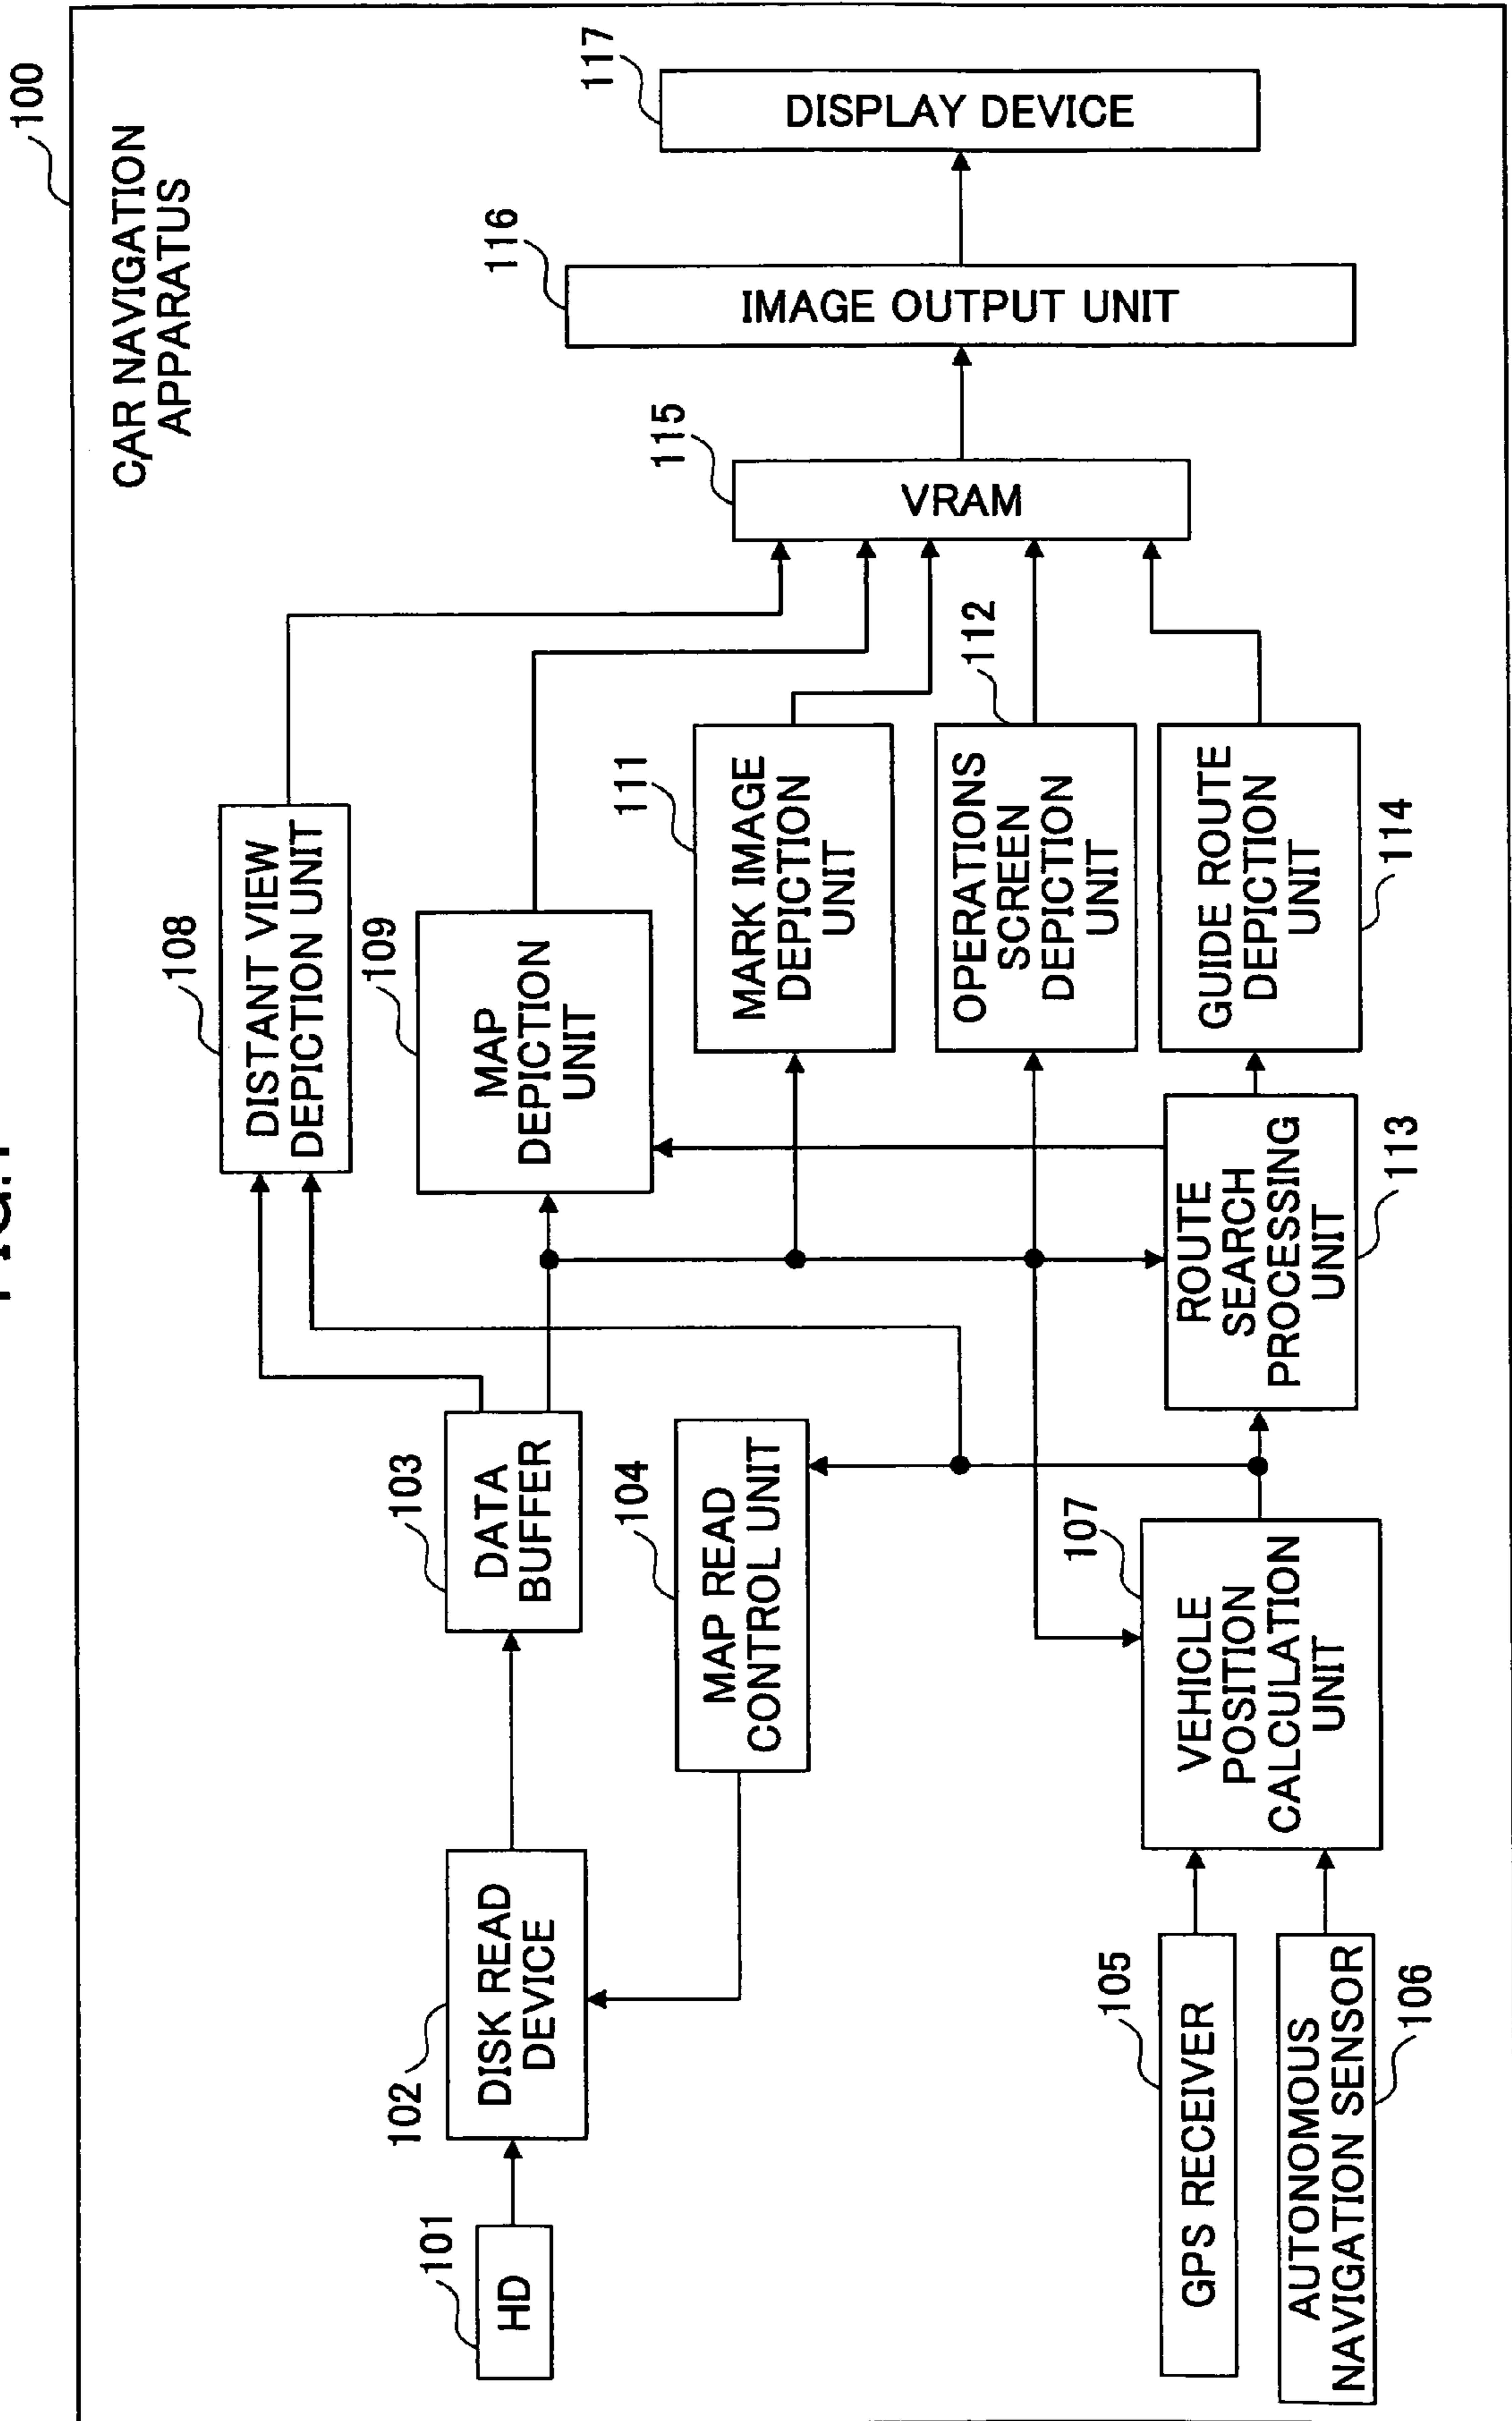 100
CAR NAVIGATION
APPARATUS
101
HD
102
DISK READ
DEVICE
103
DATA
BUFFER
104
MAP READ
CONTROL UNIT
105
GPS RECEIVER
AUTONOMOUS
NAVIGATION SENSOR
106
107
VEHICLE
POSITION
CALCULATION
UNIT
108
DISTANT VIEW
DEPICTION UNIT
109
MAP
DEPICTION
UNIT
111
MARK IMAGE
DEPICTION
UNIT
112
OPERATIONS
SCREEN
DEPICTION
UNIT
ROUTE
SEARCH
PROCESSING
UNIT
113
GUIDE ROUTE
DEPICTION
UNIT
114
115
VRAM
116
IMAGE OUTPUT UNIT
117
DISPLAY DEVICE